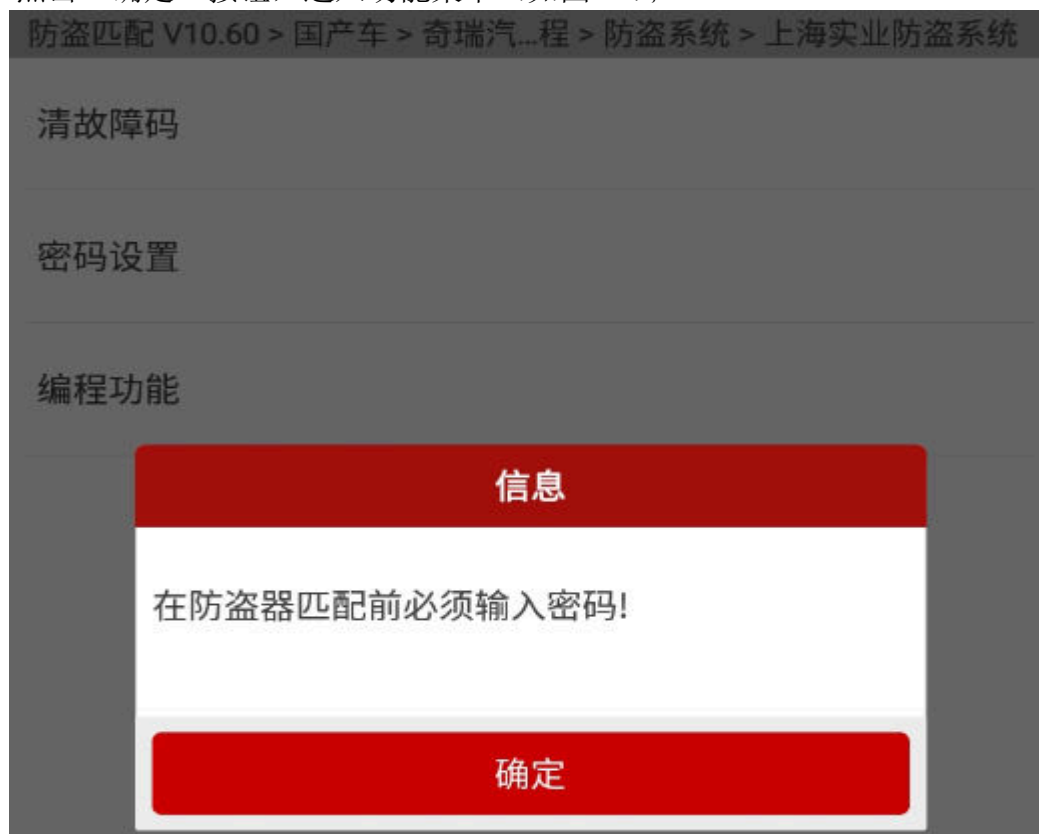 防盗匹配 V10.60 > 国产车 > 奇瑞汽...程 > 防盗系统 > 上海实业防盗系统
清故障码
密码设置
编程功能
信息
在防盗器匹配前必须输入密码!
确定